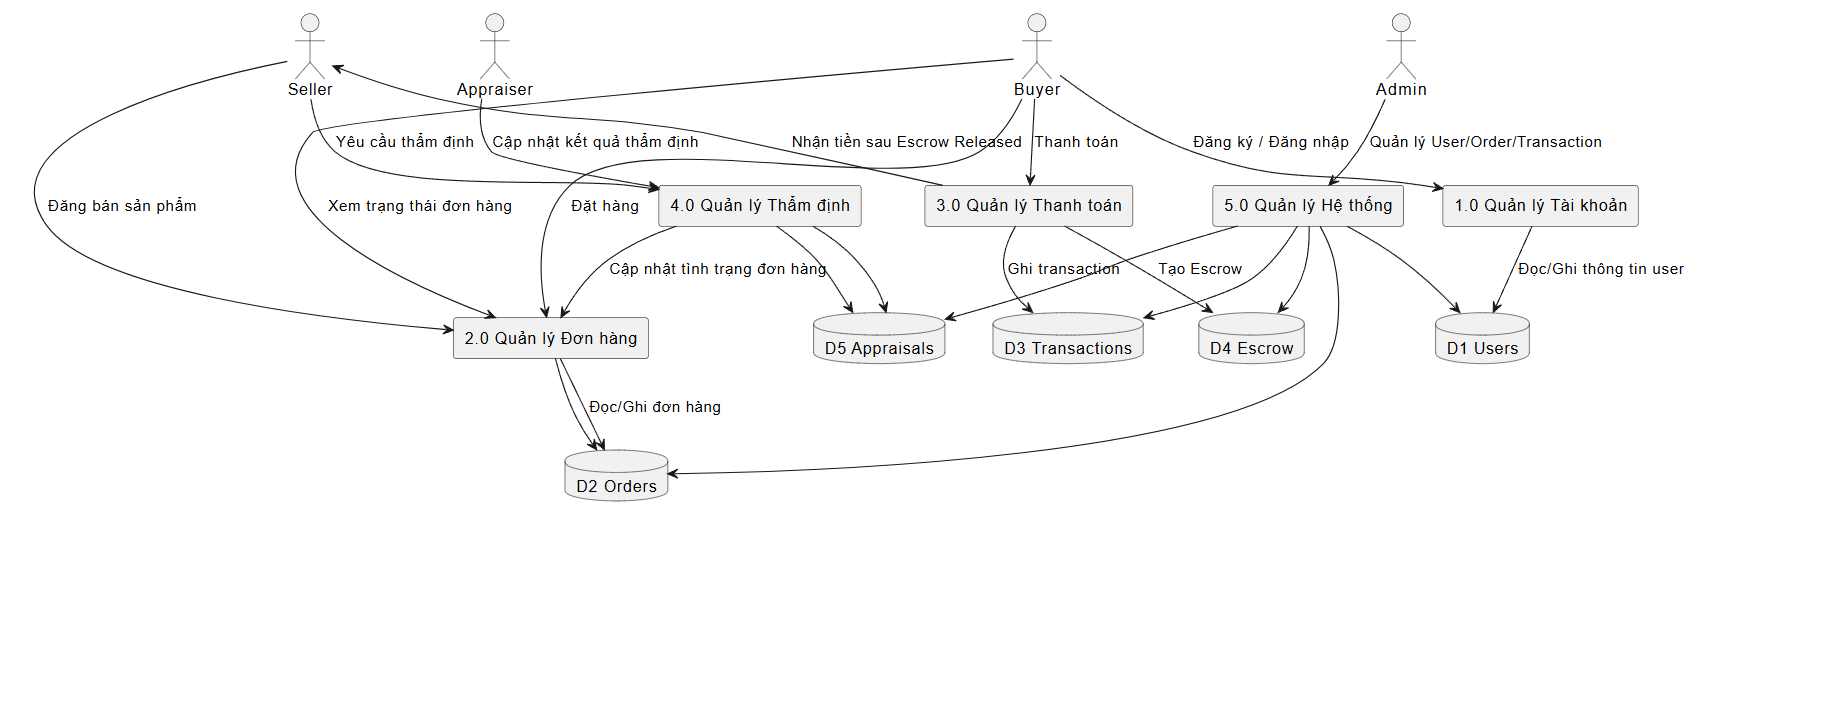 Seller
Appraiser
Buyer
Admin
Yêu cầu thẩm định
Cập nhật kết quả thẩm định
Nhận tiền sau Escrow Released
Thanh toán
Đăng ký / Đăng nhập
Quản lý User/Order/Transaction
Đăng bán sản phẩm
Xem trạng thái đơn hàng
Đặt hàng
4.0 Quản lý Thẩm định
3.0 Quản lý Thanh toán
5.0 Quản lý Hệ thống
1.0 Quản lý Tài khoản
Cập nhật tình trạng đơn hàng
Ghi transaction
Tạo Escrow
Đọc/Ghi thông tin user
2.0 Quản lý Đơn hàng
D5 Appraisals
D3 Transactions
D4 Escrow
D1 Users
Đọc/Ghi đơn hàng
D2 Orders